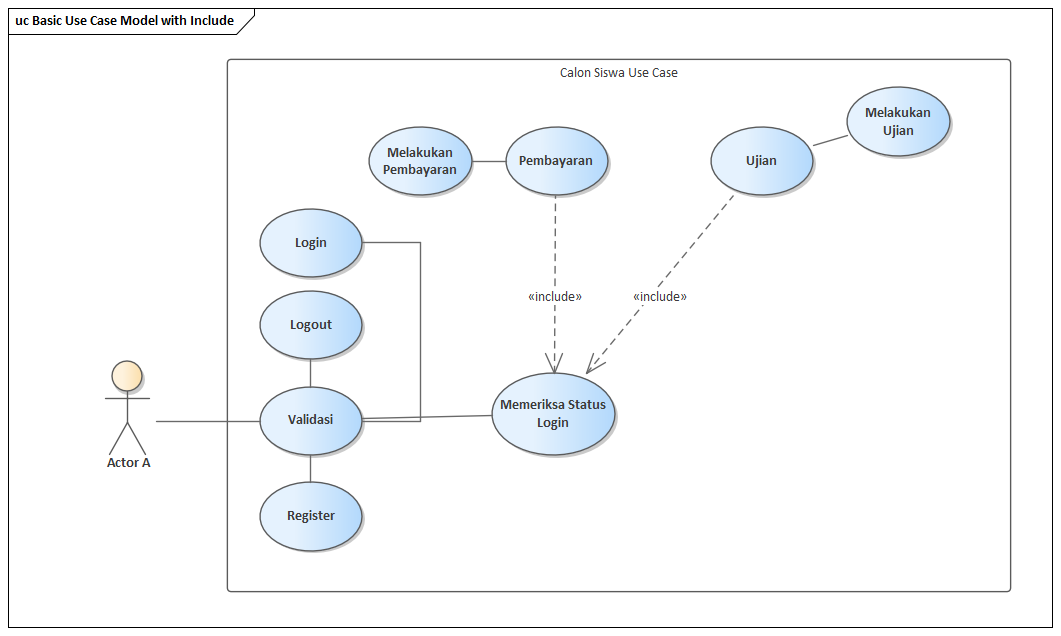 uc Basic Use Case Model with Include
Calon Siswa Use Case
Melakukan
Ujian
Melakukan
Pembayaran
Pembayaran
Ujian
Login
«include»
«include»
Logout
Memeriksa Status
Login
Validasi
Actor A
Register